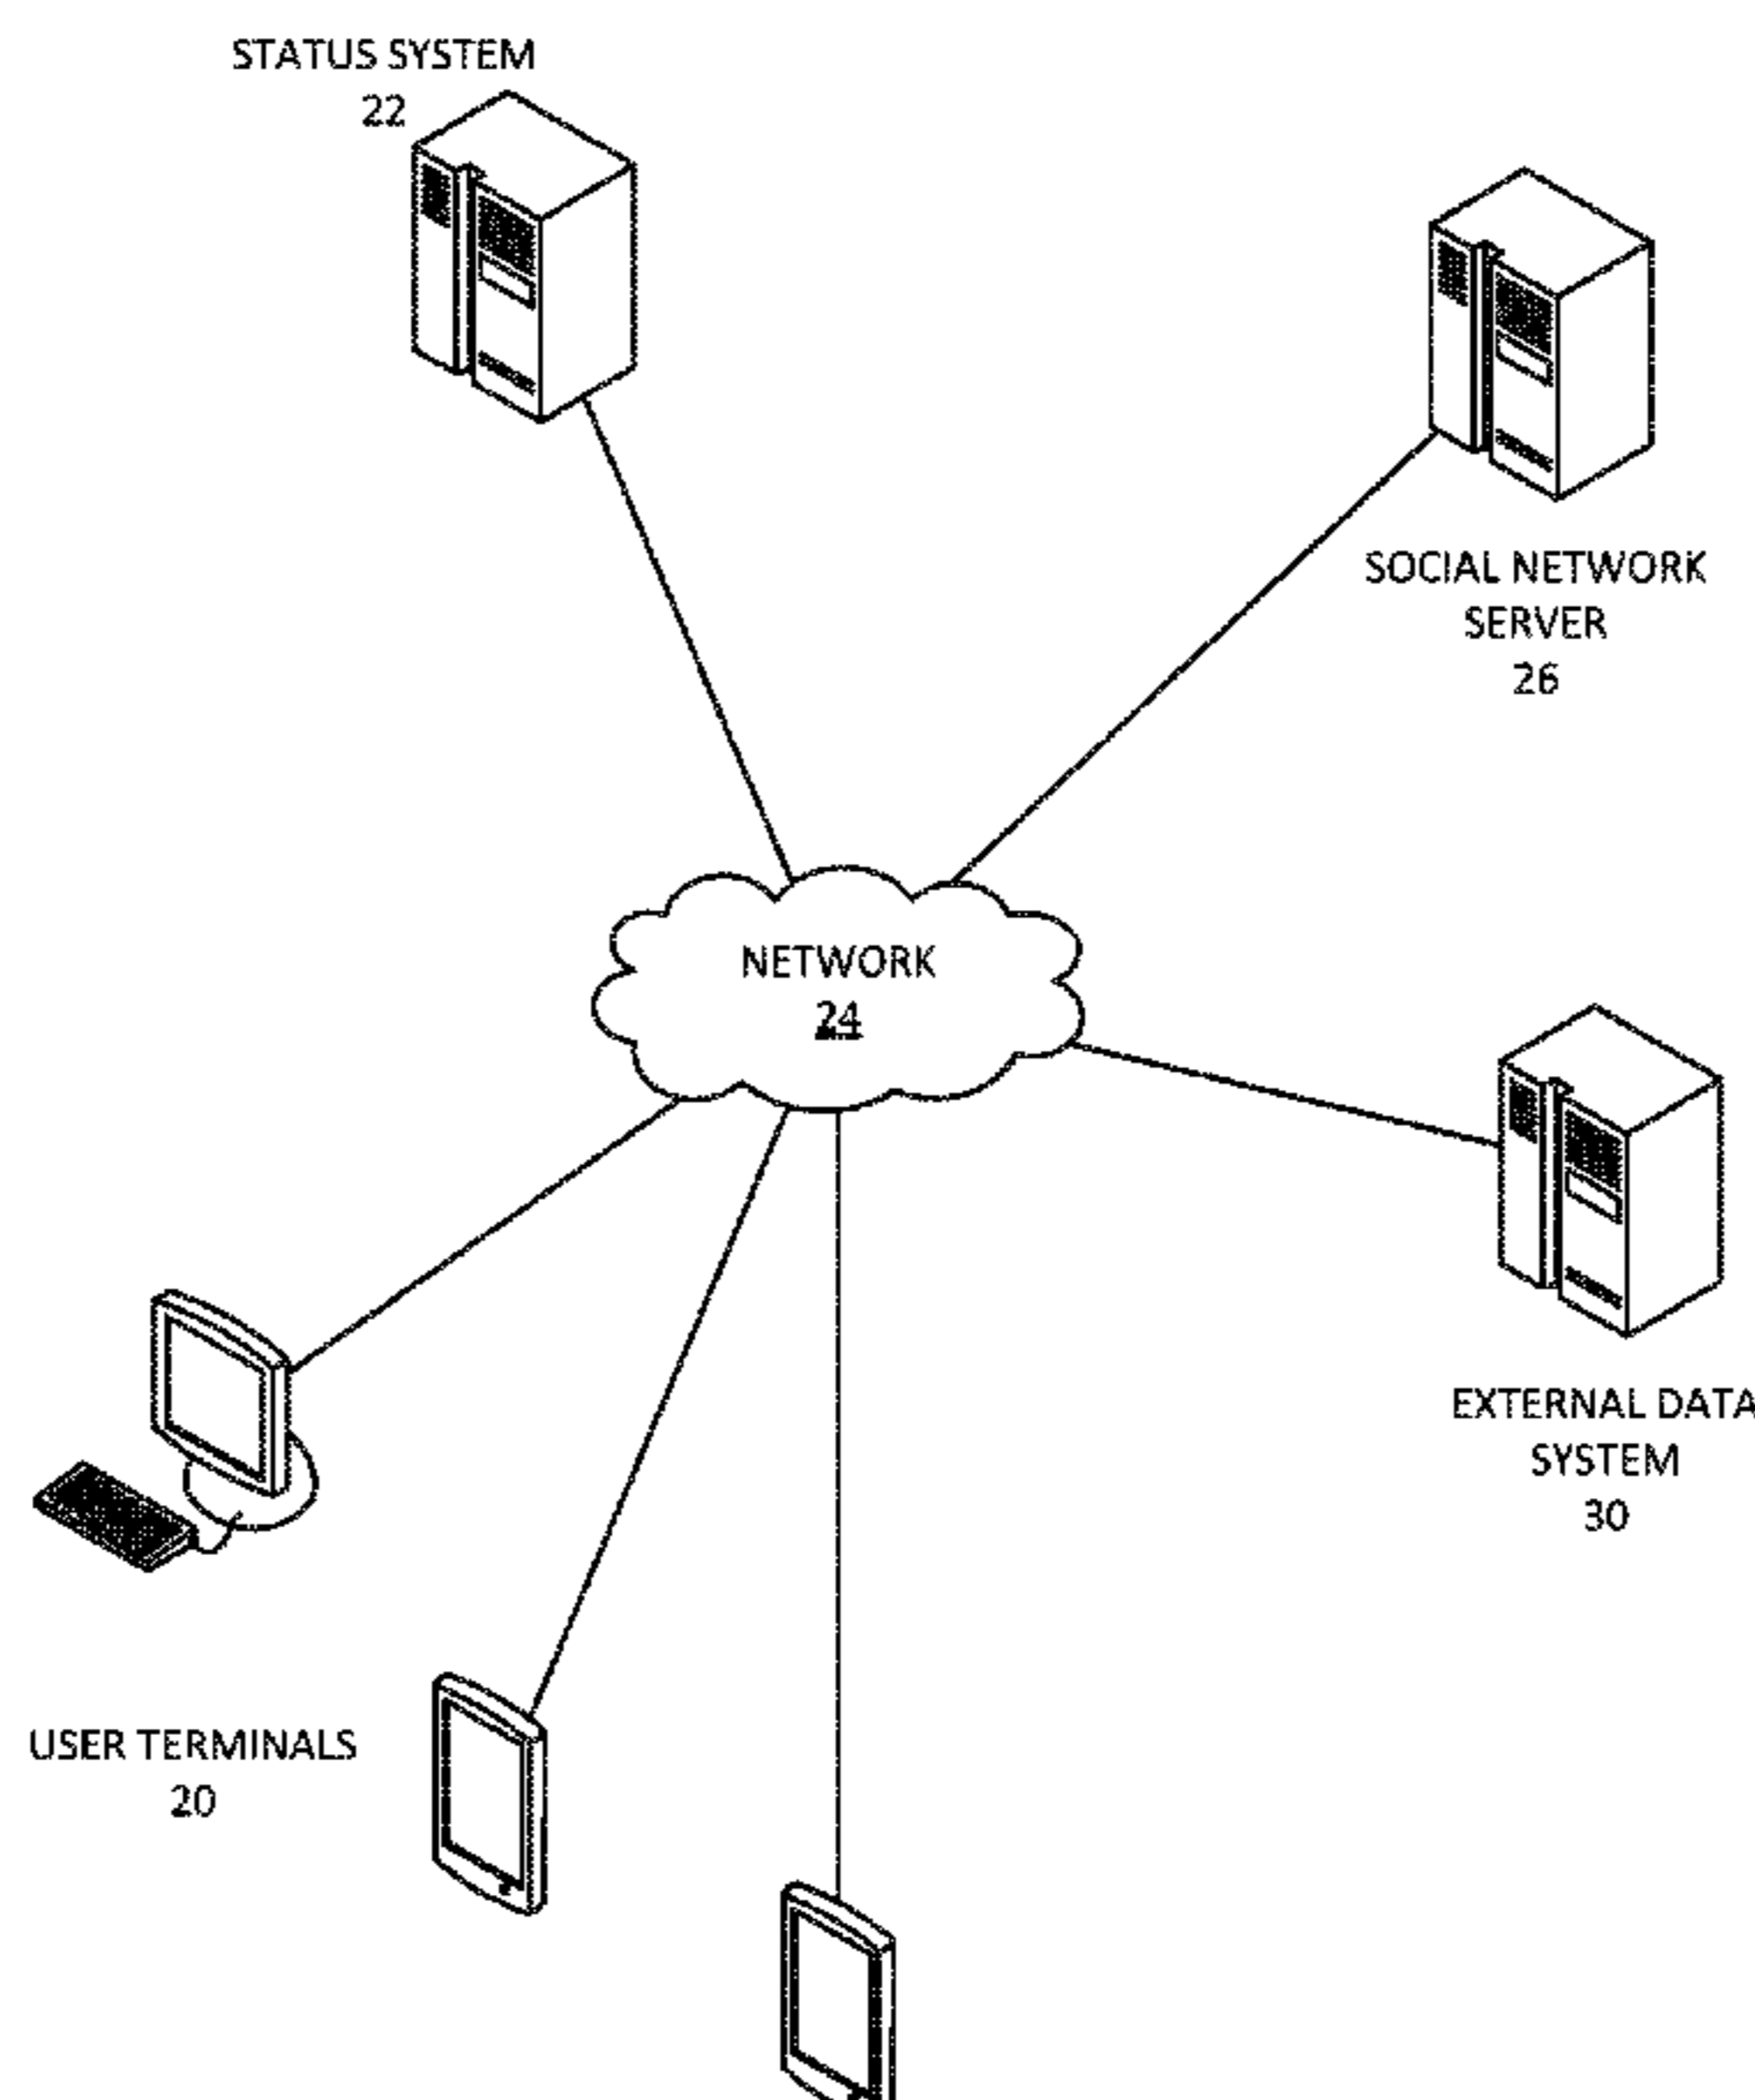 STATUS SYSTEM
22
SOCIAL NETWORK
SERVER
26
NETWORK
24
EXTERNAL DATA
SYSTEM
30
USER TERMINALS
20